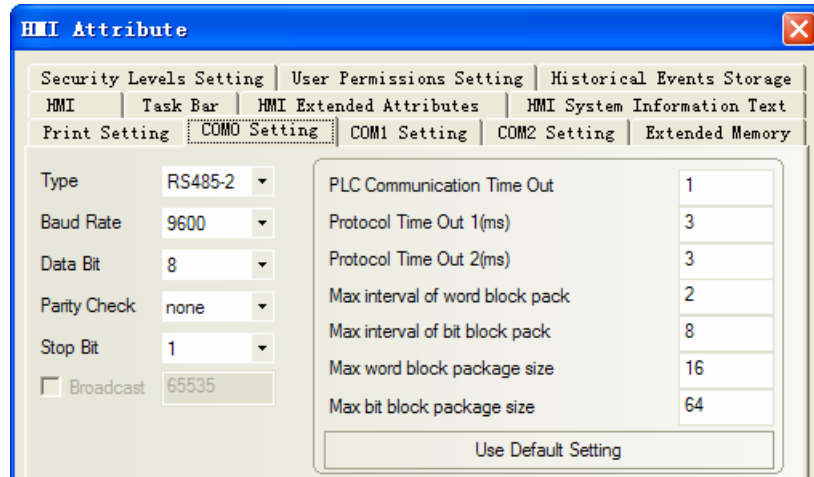 HMI Attribute
Security Levels Setting User Permissions Setting Historical Events Storage
HMI Task Bar HMI Extended Attributes HMI System Information Text
Print Setting COM0 Setting COM1 Setting COM2 Setting Extended Memory
Type RS485-2
Baud Rate 9600
Data Bit 8
Parity Check none
Stop Bit 1
Broadcast 65535
PLC Communication Time Out 1
Protocol Time Out 1(ms) 3
Protocol Time Out 2(ms) 3
Max interval of word block pack 2
Max interval of bit block pack 8
Max word block package size 16
Max bit block package size 64
Use Default Setting